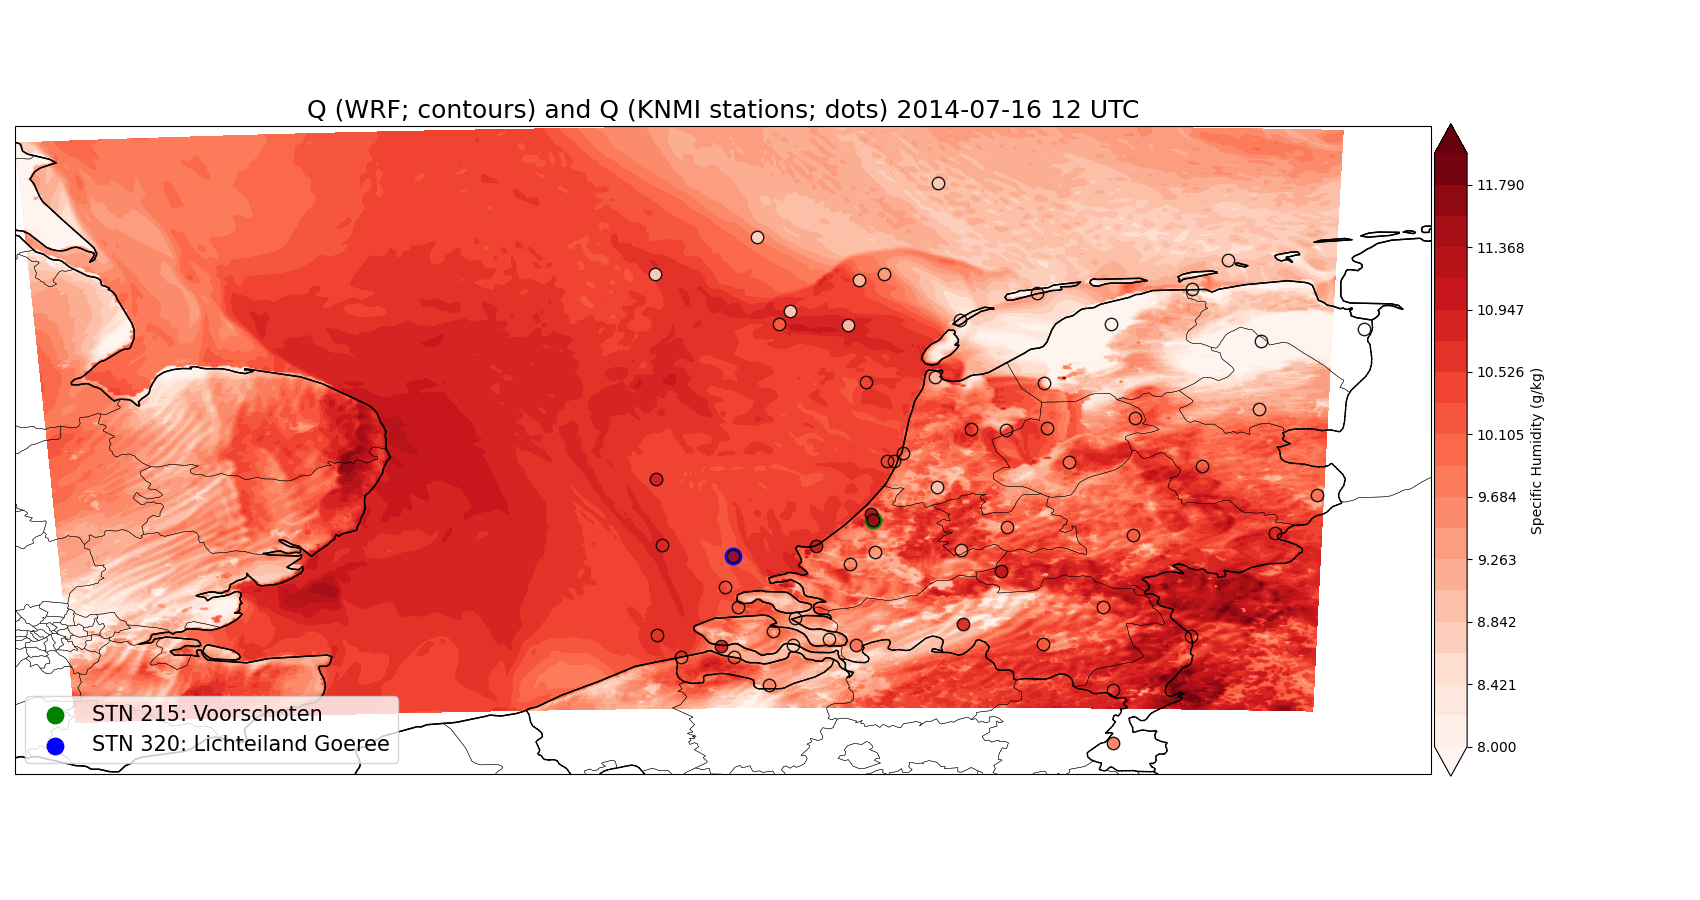 Q (WRF; contours) and Q (KNMI stations; dots) 2014-07-16 12 UTC
11.790
11.368
10.947
10.526
10.105
9.684
9.263
8.842
8.421
8.000
Specific Humidity (g/kg)
STN 215: Voorschoten
STN 320: Lichteiland Goeree